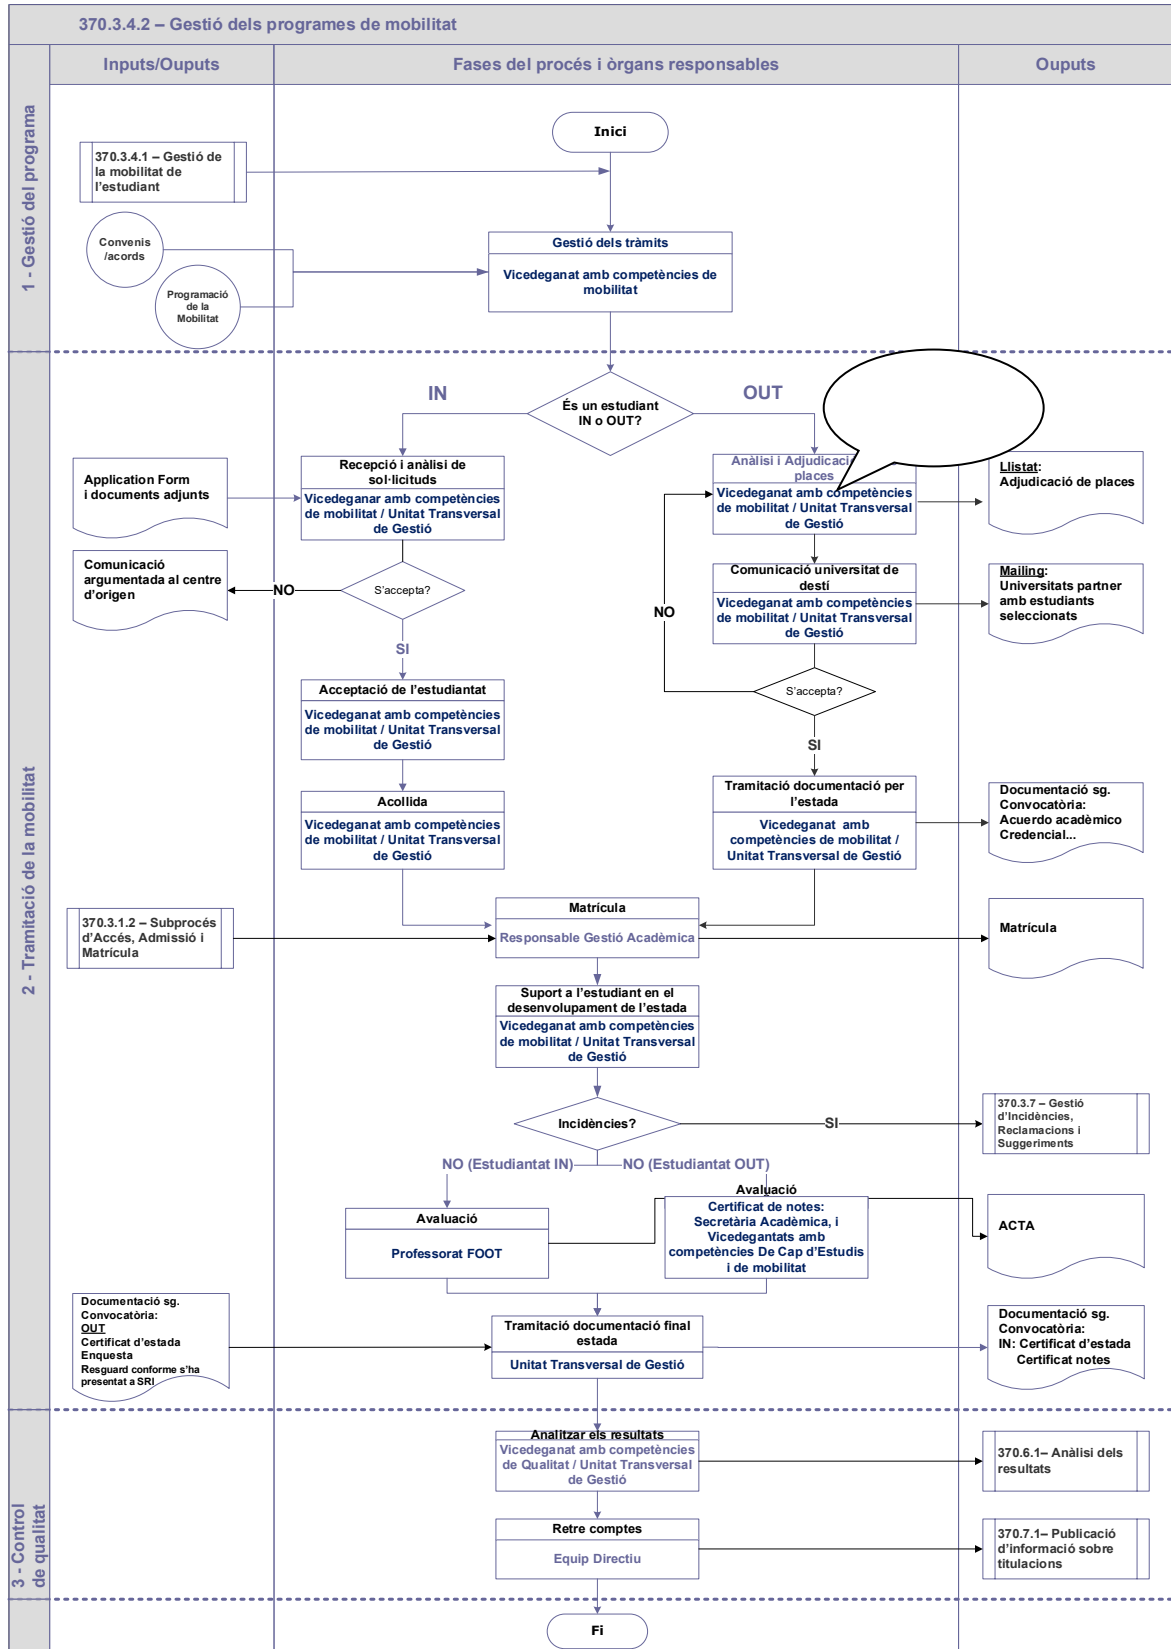 370.3.4.2 – Gestió dels programes de mobilitat
Inputs/Ouputs
Fases del procés i òrgans responsables
Ouputs
1 - Gestió del programa
Inici
370.3.4.1 – Gestió de
la mobilitat de
l'estudiant
Convenis
/acords
Programació
de la
Mobilitat
Gestió dels tràmits
Vicedeganat amb competències de
mobilitat
2 - Tramitació de la mobilitat
És un estudiant
IN o OUT?
IN
OUT
Application Form
i documents adjunts
Recepció i anàlisi de
sol·licituds
Vicedeganar amb competències
de mobilitat / Unitat Transversal
de Gestió
Anàlisi i Adjudicació
places
Vicedeganat amb competències
de mobilitat / Unitat Transversal
de Gestió
Llistat:
Adjudicació de places
Comunicació
argumentada al centre
d'origen
NO
S'accepta?
SI
NO
Comunicació universitat de
destí
Vicedeganat amb competències
de mobilitat / Unitat Transversal
de Gestió
Mailing:
Universitats partner
amb estudiants
seleccionats
S'accepta?
SI
Acceptació de l'estudiantat
Vicedeganat amb competències
de mobilitat / Unitat Transversal
de Gestió
Acollida
Vicedeganat amb competències
de mobilitat / Unitat Transversal
de Gestió
Tramitació documentació per
l'estada
Vicedeganat amb
competències de mobilitat /
Unitat Transversal de Gestió
Documentació sg.
Convocatòria:
Acuerdo acadèmico
Credencial...
370.3.1.2 – Subprocés
d'Accés, Admissió i
Matrícula
Matrícula
Responsable Gestió Acadèmica
Matrícula
Suport a l'estudiant en el
desenvolupament de l'estada
Vicedeganat amb competències
de mobilitat / Unitat Transversal
de Gestió
Incidències?
SI
370.3.7 – Gestió
d'Incidències,
Reclamacions i
Suggeriments
NO (Estudiantat IN)
NO (Estudiantat OUT)
Avaluació
Professorat FOOT
Avaluació
Certificat de notes:
Secretària Acadèmica, i
Vicedegantats amb
competències De Cap d'Estudis
i de mobilitat
ACTA
Documentació sg.
Convocatòria:
OUT
Certificat d'estada
Enquesta
Resguard conforme s'ha
presentat a SRI
Tramitació documentació final
estada
Unitat Transversal de Gestió
Documentació sg.
Convocatòria:
IN: Certificat d'estada
Certificat notes
3 - Control
de qualitat
Analitzar els resultats
Vicedeganat amb competències
de Qualitat / Unitat Transversal
de Gestió
370.6.1– Anàlisi dels
resultats
Retre comptes
Equip Directiu
370.7.1– Publicació
d'informació sobre
titulacions
Fi